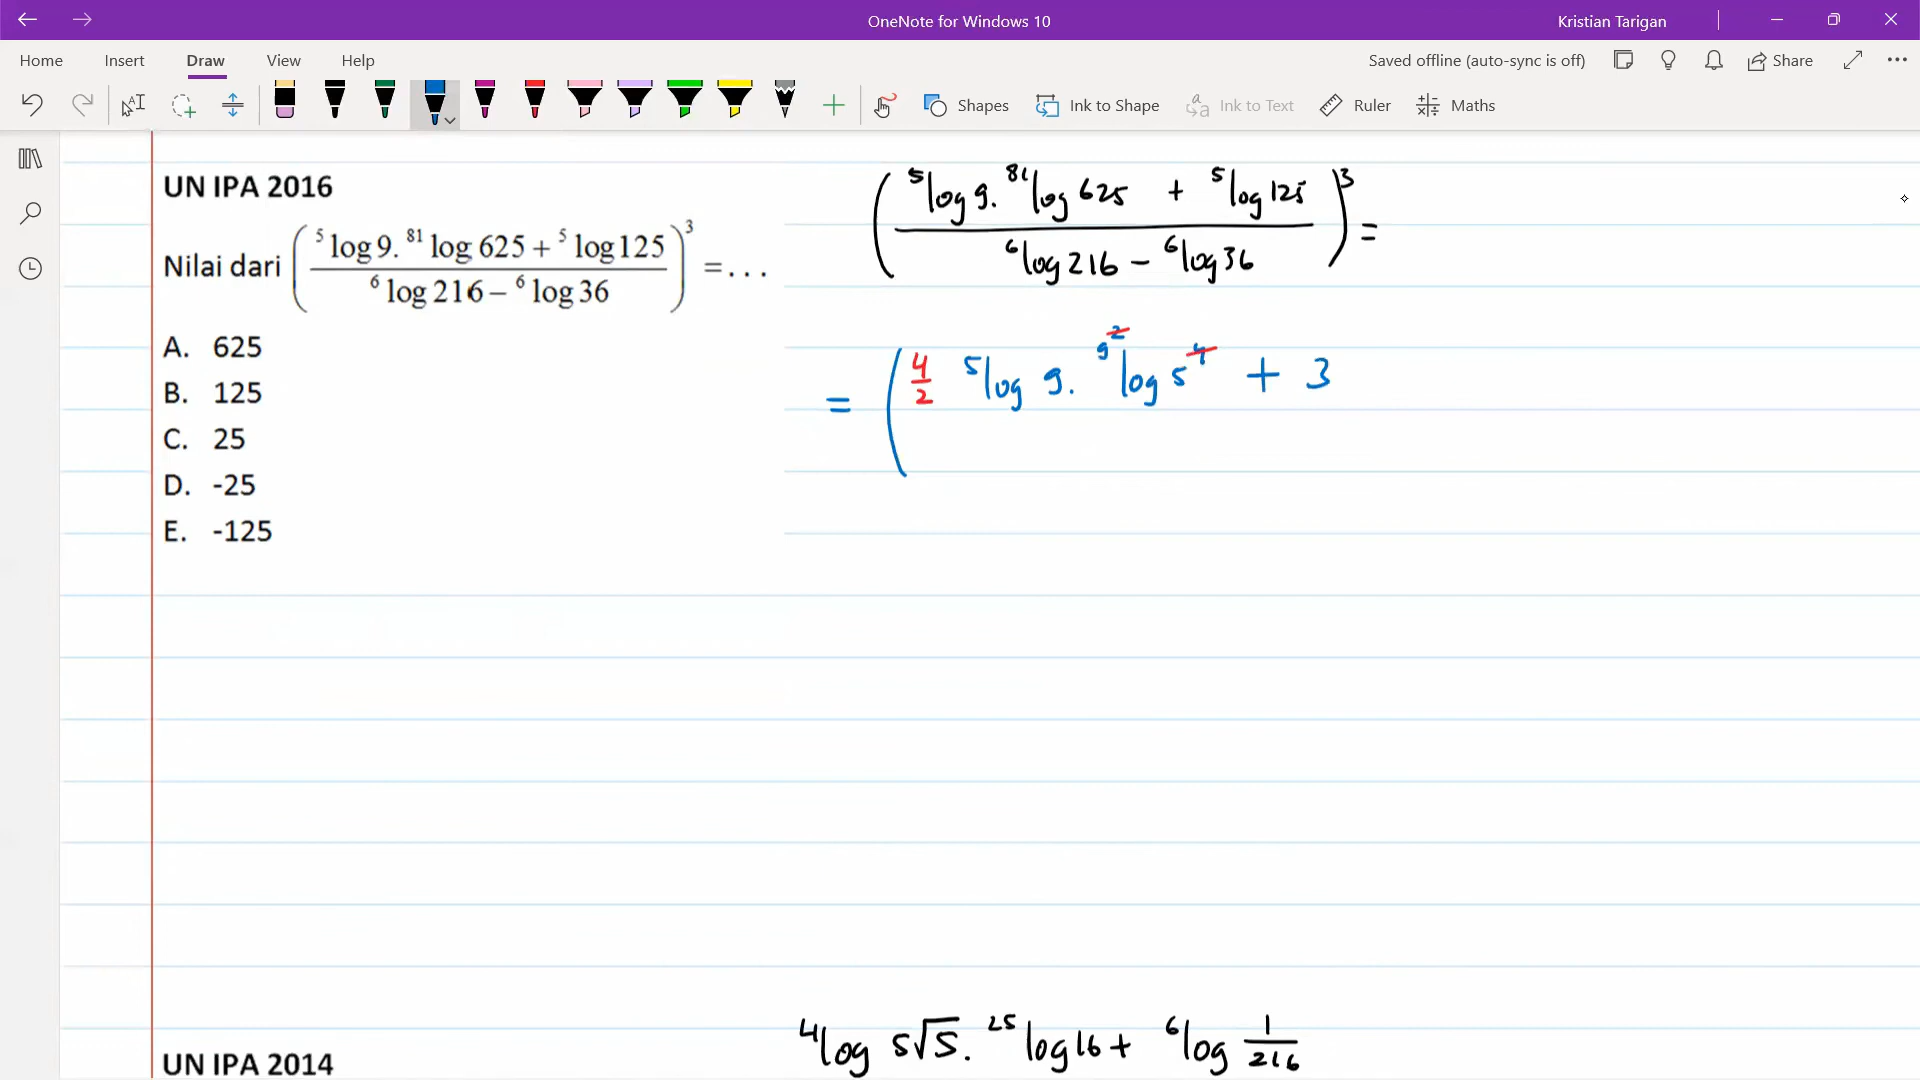 OneNote for Windows 10
Kristian Tarigan
Home Insert Draw View Help
Saved offline (auto-sync is off) Share
Shapes Ink to Shape Ink to Text Ruler Maths
UN IPA 2016
Nilai dari ( (⁵log 9. ⁸¹log 625 + ⁵log 125) / (⁶log 216 – ⁶log 36) )³ = ...
A. 625
B. 125
C. 25
D. -25
E. -125
( (⁵log 9. ⁸¹log 625 + ⁵log 125) / (⁶log 216 – ⁶log 36) )³ =
= ( 4/2 ⁵log 9. 9^2 log 5^4 + 3
UN IPA 2014
⁴log 5√5. ²⁵log 16 + ⁶log 1/216